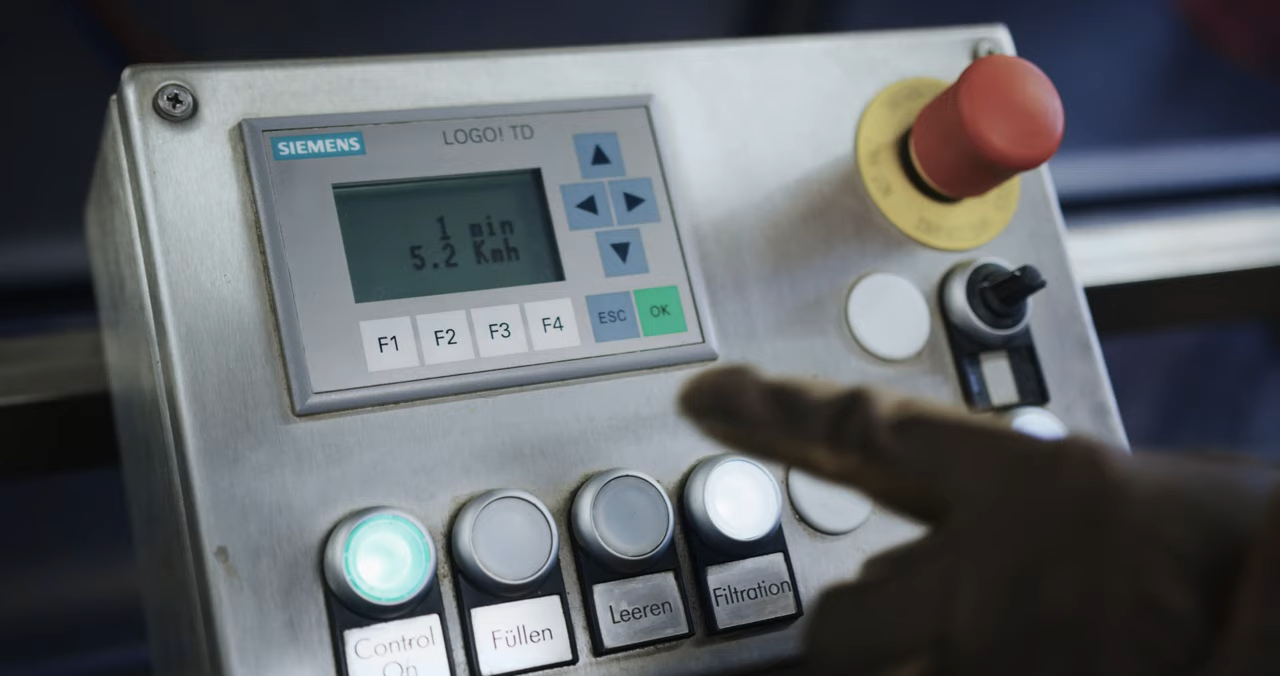 SIEMENS
LOGO! TD
1 min
5.2 Kmh
F1
F2
F3
F4
ESC
OK
Control
On
Füllen
Leeren
Filtration